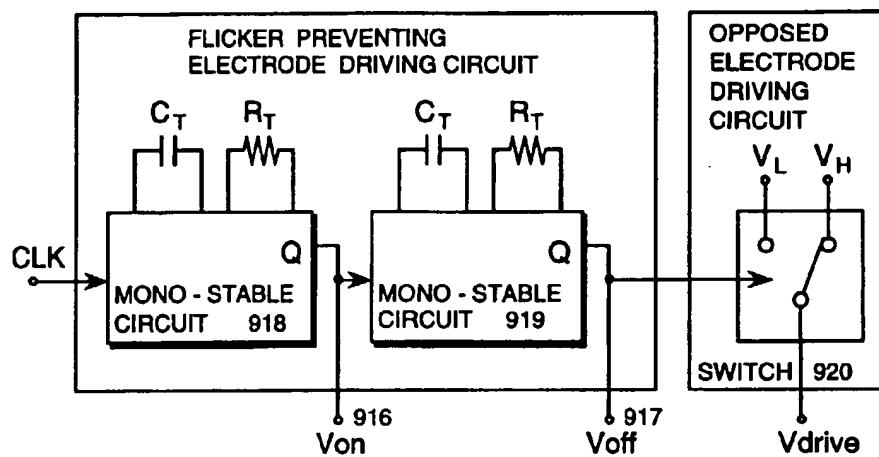 FLICKER PREVENTING
ELECTRODE DRIVING CIRCUIT
OPPOSED
ELECTRODE
DRIVING
CIRCUIT
CT RT CT RT
VL VH
CLK
Q
MONO - STABLE
CIRCUIT 918
Q
MONO - STABLE
CIRCUIT 919
SWITCH 920
916
Von
917
Voff
Vdrive